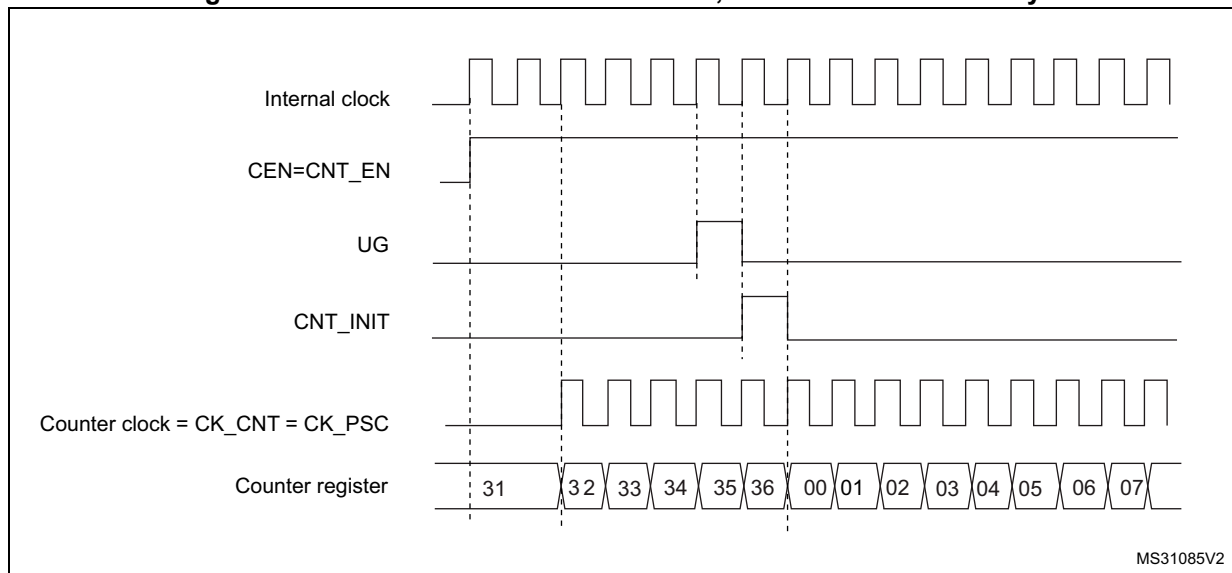 Internal clock
CEN=CNT_EN
UG
CNT_INIT
Counter clock = CK_CNT = CK_PSC
Counter register 31 32 33 34 35 36 00 01 02 03 04 05 06 07
MS31085V2